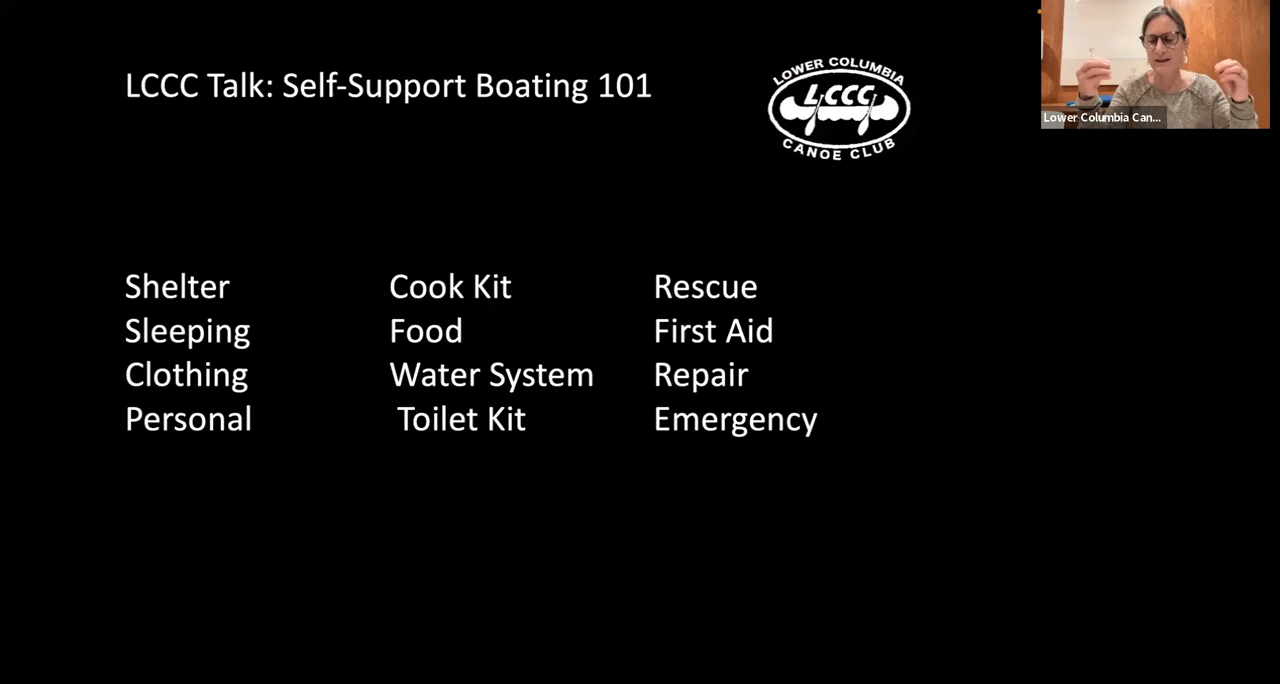 LCCC Talk: Self-Support Boating 101
LOWER COLUMBIA
LCCC
CANOE CLUB
Lower Columbia Can...
Shelter
Sleeping
Clothing
Personal
Cook Kit
Food
Water System
Toilet Kit
Rescue
First Aid
Repair
Emergency